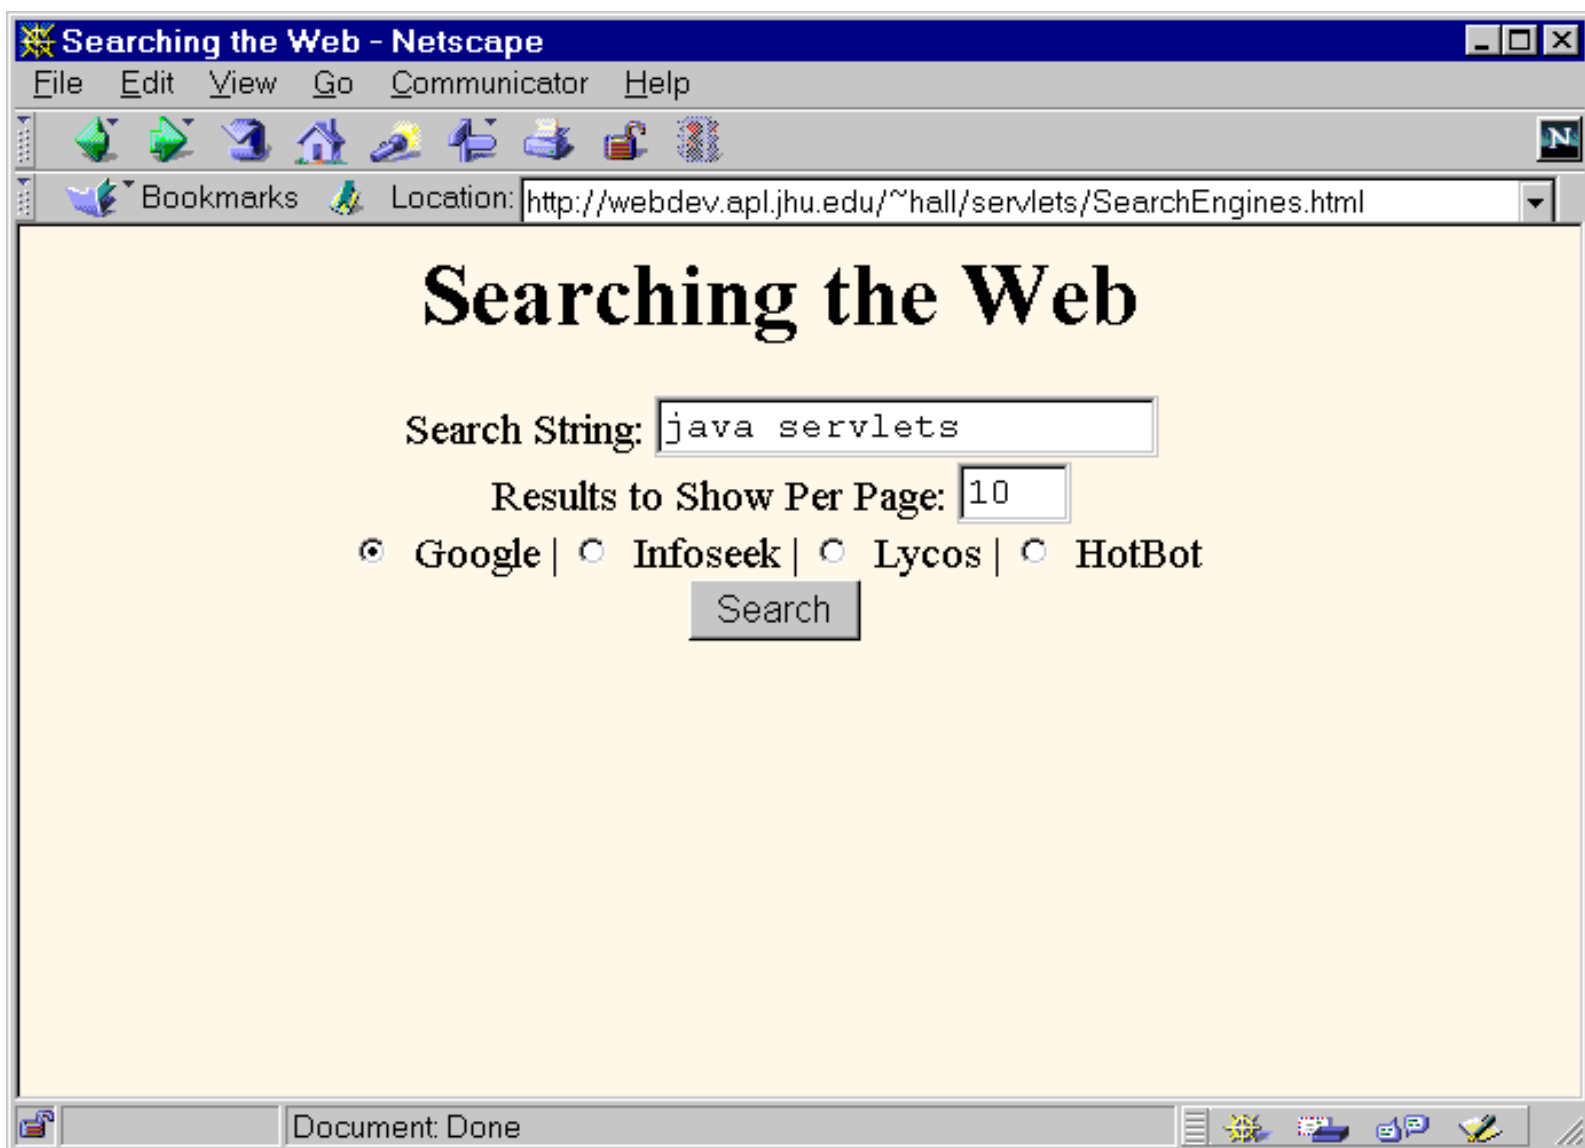 Searching the Web - Netscape
File Edit View Go Communicator Help
N
Bookmarks Location: http://webdev.apl.jhu.edu/~hall/servlets/SearchEngines.html
Searching the Web
Search String: java servlets
Results to Show Per Page: 10
Google | Infoseek | Lycos | HotBot
Search
Document: Done